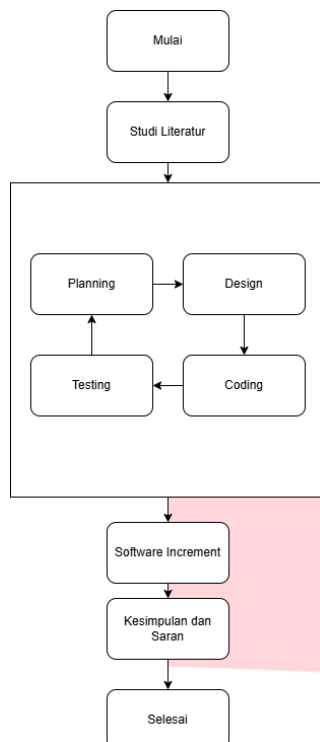 Mulai
Studi Literatur
Planning
Design
Testing
Coding
Software Increment
Kesimpulan dan
Saran
Selesai